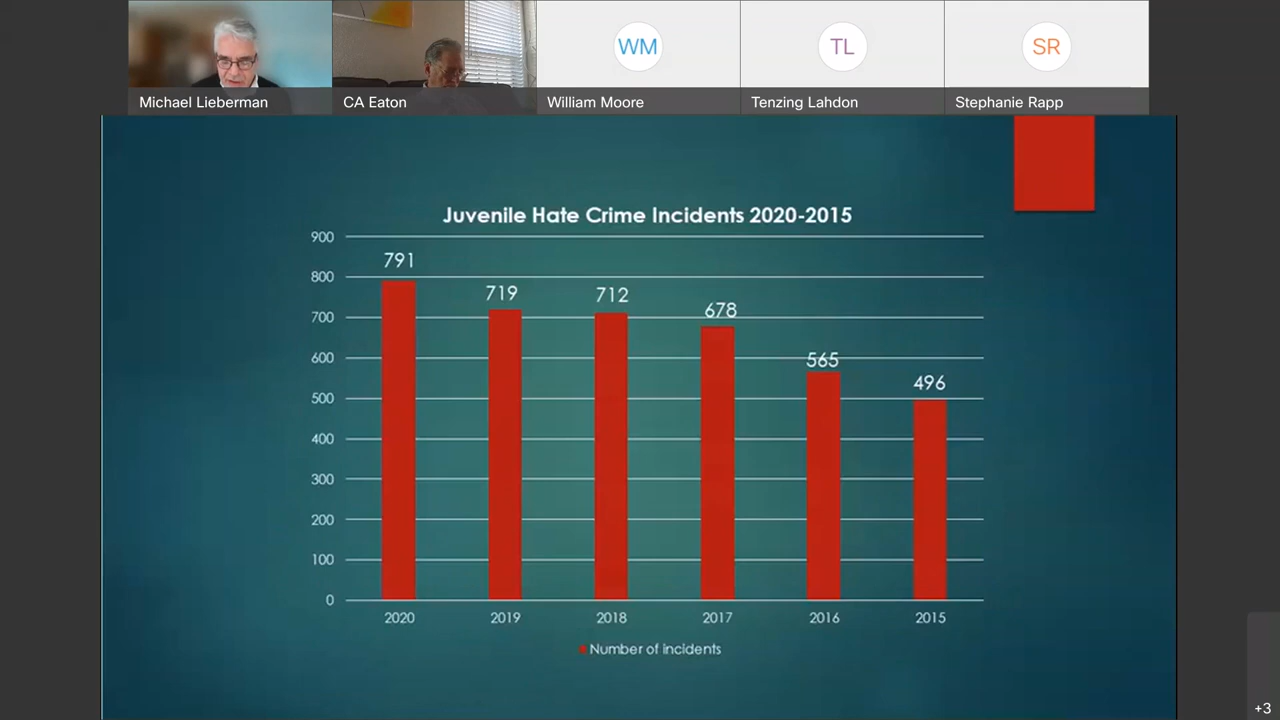 WM
TL
SR
Michael Lieberman
CA Eaton
William Moore
Tenzing Lahdon
Stephanie Rapp
Juvenile Hate Crime Incidents 2020-2015
900
800
700
600
500
400
300
200
100
0
791
719
712
678
565
496
2020
2019
2018
2017
2016
2015
Number of incidents
+3